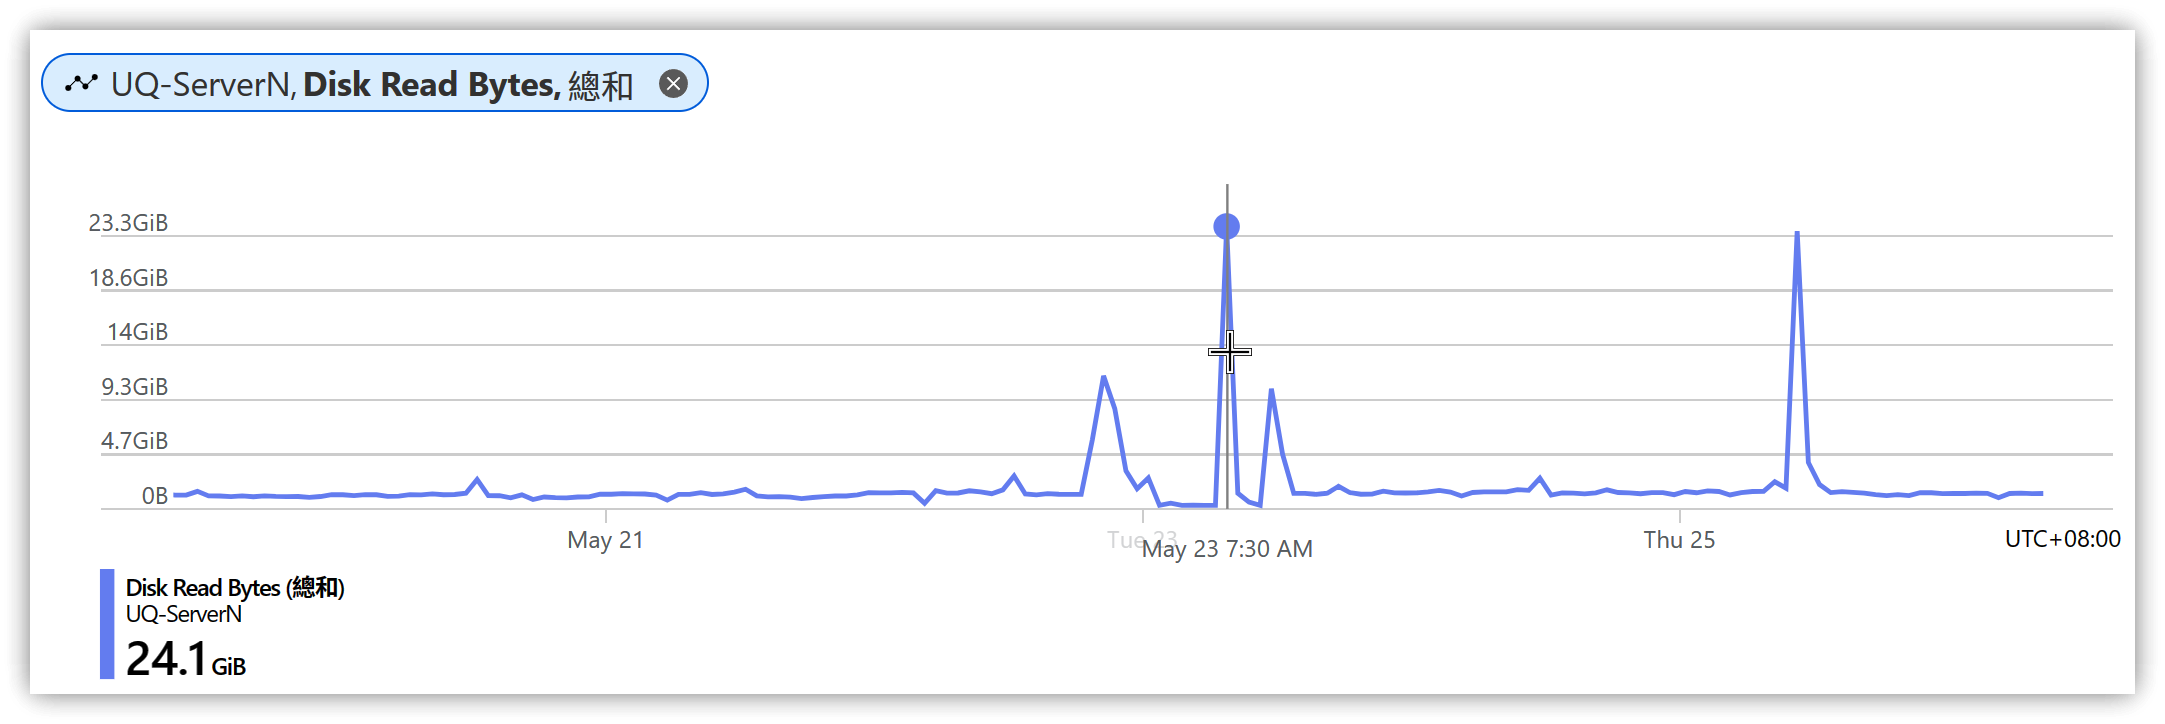 UQ-ServerN, Disk Read Bytes, 總和
23.3GiB
18.6GiB
14GiB
9.3GiB
4.7GiB
0B
May 21
Tue 23
May 23 7:30 AM
Thu 25
UTC+08:00
Disk Read Bytes (總和)
UQ-ServerN
24.1 GiB